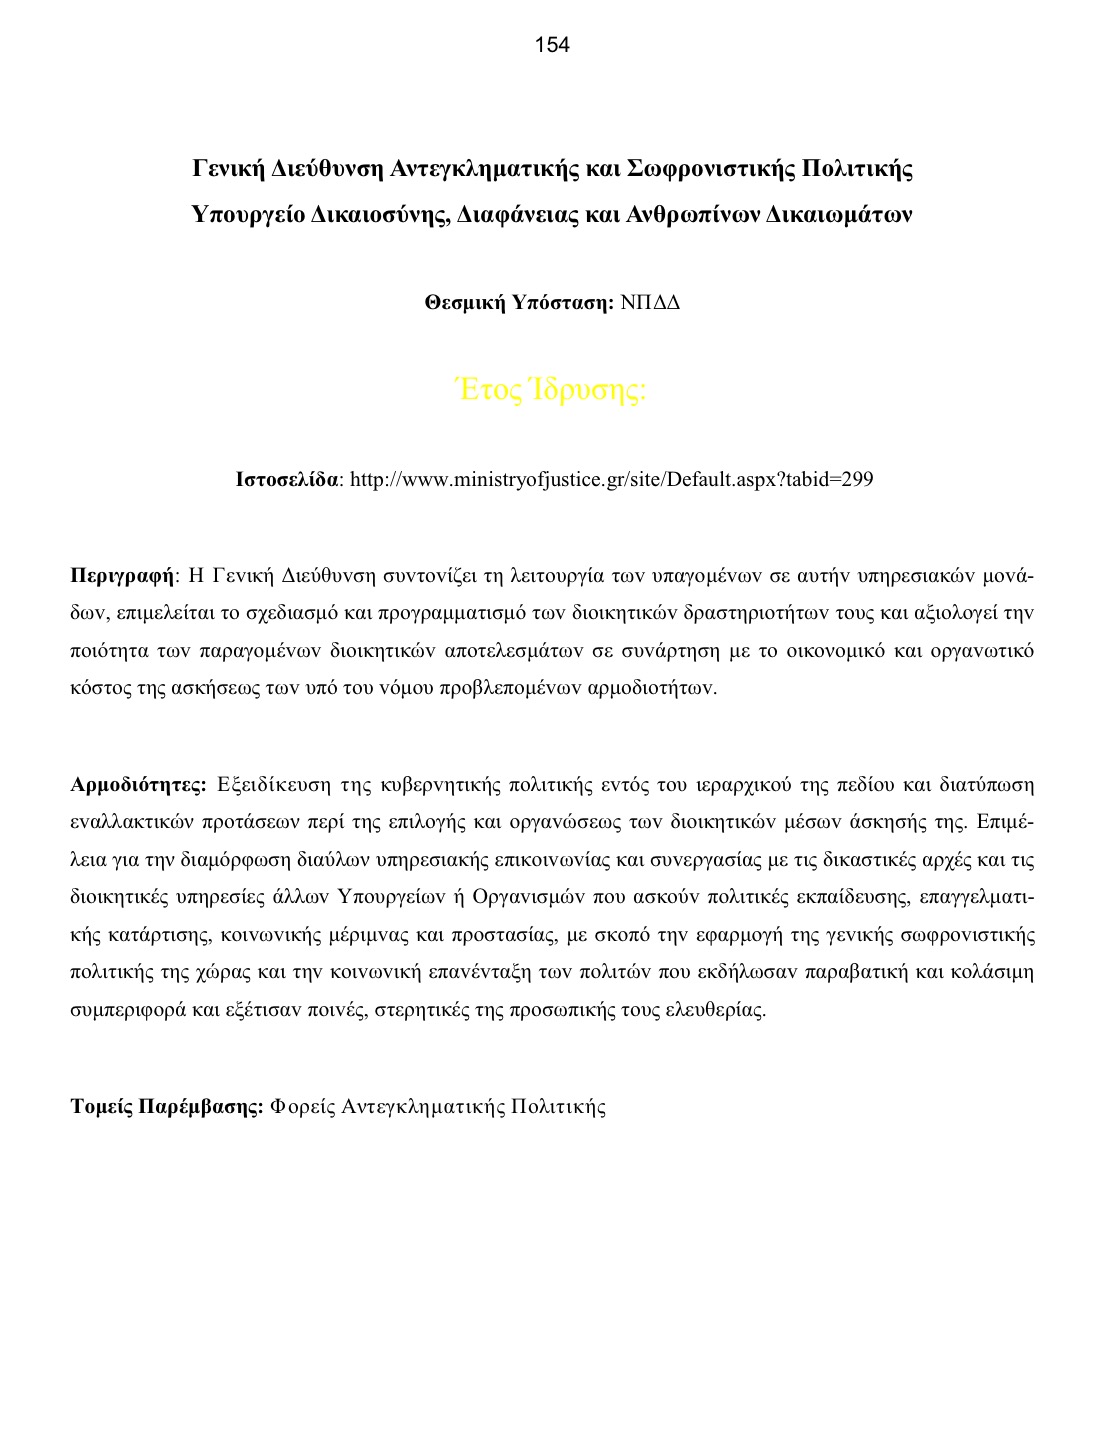 154
Γενική Διεύθυνση Αντεγκληματικής και Σωφρονιστικής Πολιτικής
Υπουργείο Δικαιοσύνης, Διαφάνειας και Ανθρωπίνων Δικαιωμάτων
Θεσμική Υπόσταση: ΝΠΔΔ
Έτος Ίδρυσης:
Ιστοσελίδα: http://www.ministryofjustice.gr/site/Default.aspx?tabid=299
Περιγραφή: Η Γενική Διεύθυνση συντονίζει τη λειτουργία των υπαγομένων σε αυτήν υπηρεσιακών μονά-
δων, επιμελείται το σχεδιασμό και προγραμματισμό των διοικητικών δραστηριοτήτων τους και αξιολογεί την
ποιότητα των παραγομένων διοικητικών αποτελεσμάτων σε συνάρτηση με το οικονομικό και οργανωτικό
κόστος της ασκήσεως των υπό του νόμου προβλεπομένων αρμοδιοτήτων.
Αρμοδιότητες: Εξειδίκευση της κυβερνητικής πολιτικής εντός του ιεραρχικού της πεδίου και διατύπωση
εναλλακτικών προτάσεων περί της επιλογής και οργανώσεως των διοικητικών μέσων άσκησής της. Επιμέ-
λεια για την διαμόρφωση διαύλων υπηρεσιακής επικοινωνίας και συνεργασίας με τις δικαστικές αρχές και τις
διοικητικές υπηρεσίες άλλων Υπουργείων ή Οργανισμών που ασκούν πολιτικές εκπαίδευσης, επαγγελματι-
κής κατάρτισης, κοινωνικής μέριμνας και προστασίας, με σκοπό την εφαρμογή της γενικής σωφρονιστικής
πολιτικής της χώρας και την κοινωνική επανένταξη των πολιτών που εκδήλωσαν παραβατική και κολάσιμη
συμπεριφορά και εξέτισαν ποινές, στερητικές της προσωπικής τους ελευθερίας.
Τομείς Παρέμβασης: Φορείς Αντεγκληματικής Πολιτικής